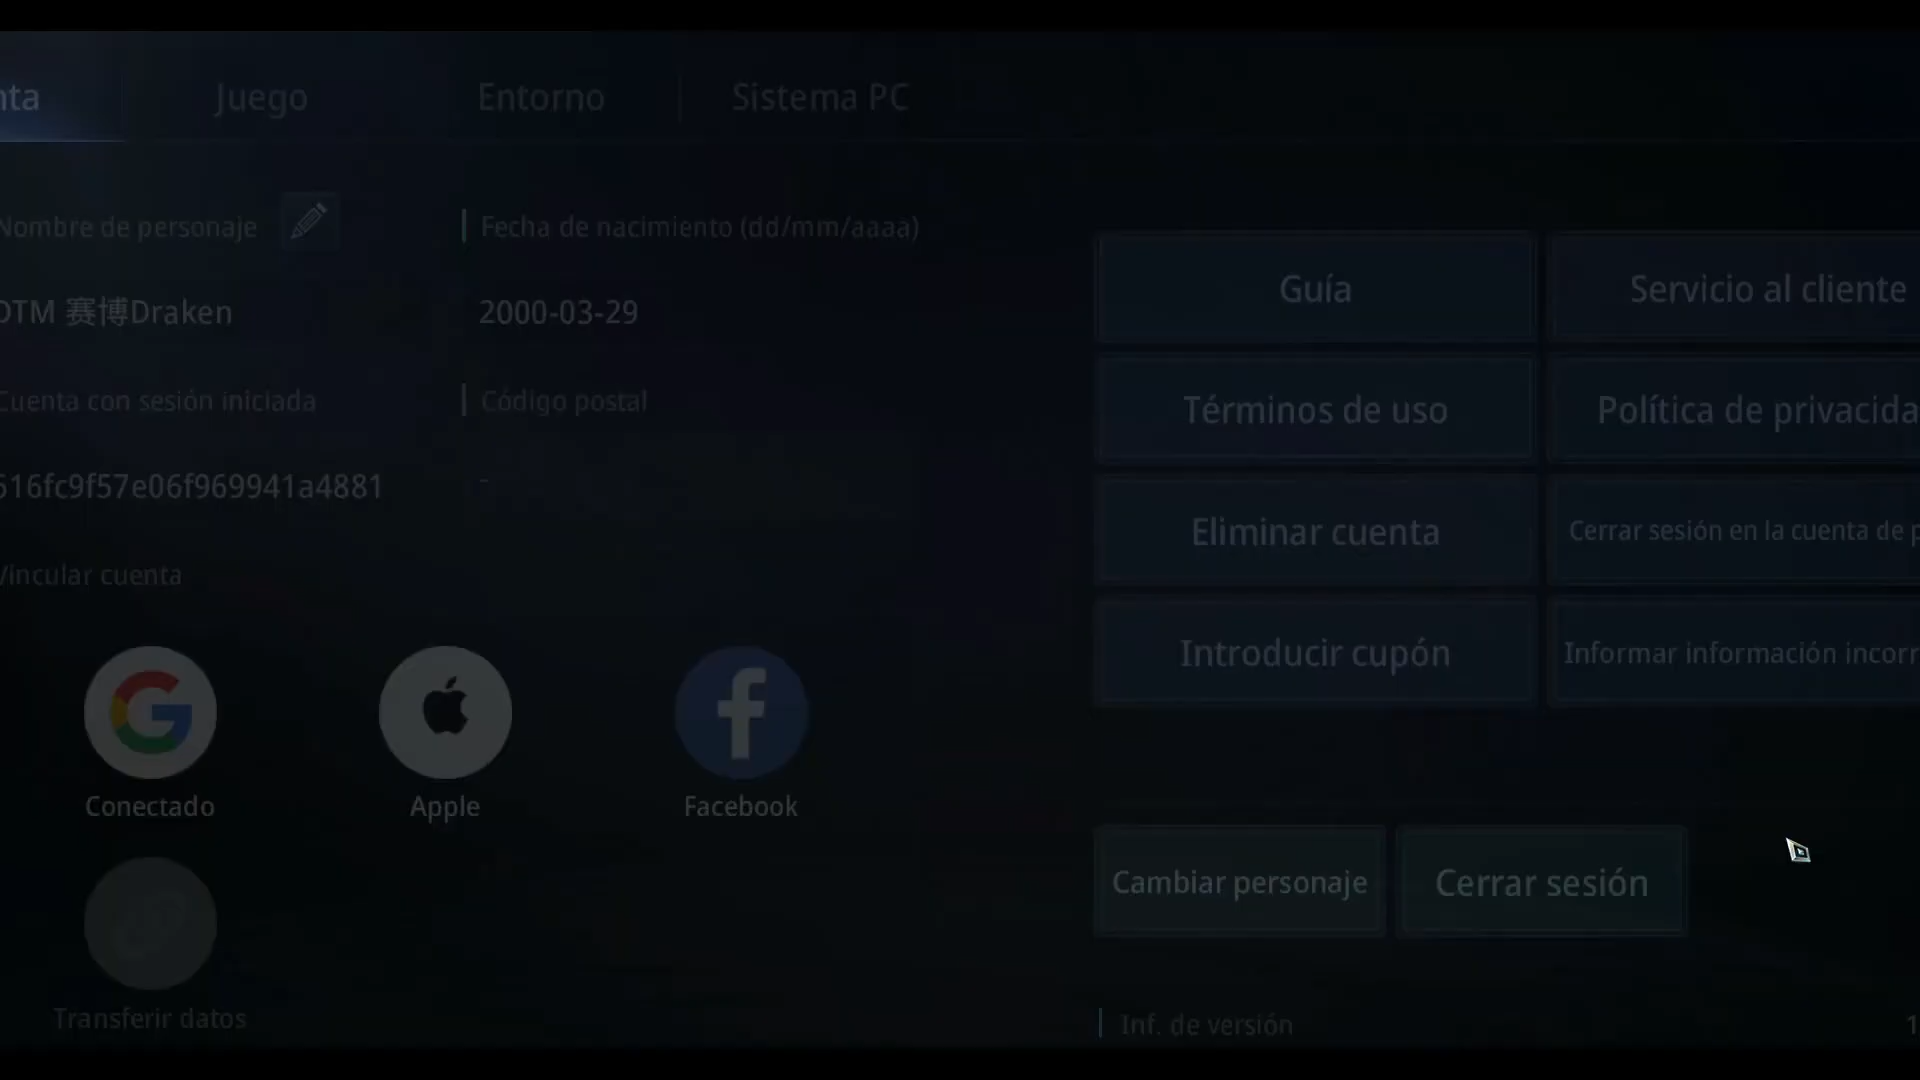 nta
Juego
Entorno
Sistema PC
Nombre de personaje
Fecha de nacimiento (dd/mm/aaaa)
OTM 赛博Draken
2000-03-29
Cuenta con sesión iniciada
Código postal
616fc9f57e06f969941a4881
-
Vincular cuenta
Conectado
Apple
Facebook
Transferir datos
Guía
Servicio al cliente
Términos de uso
Política de privacida
Eliminar cuenta
Cerrar sesión en la cuenta de p
Introducir cupón
Informar información incorr
Cambiar personaje
Cerrar sesión
Inf. de versión
1